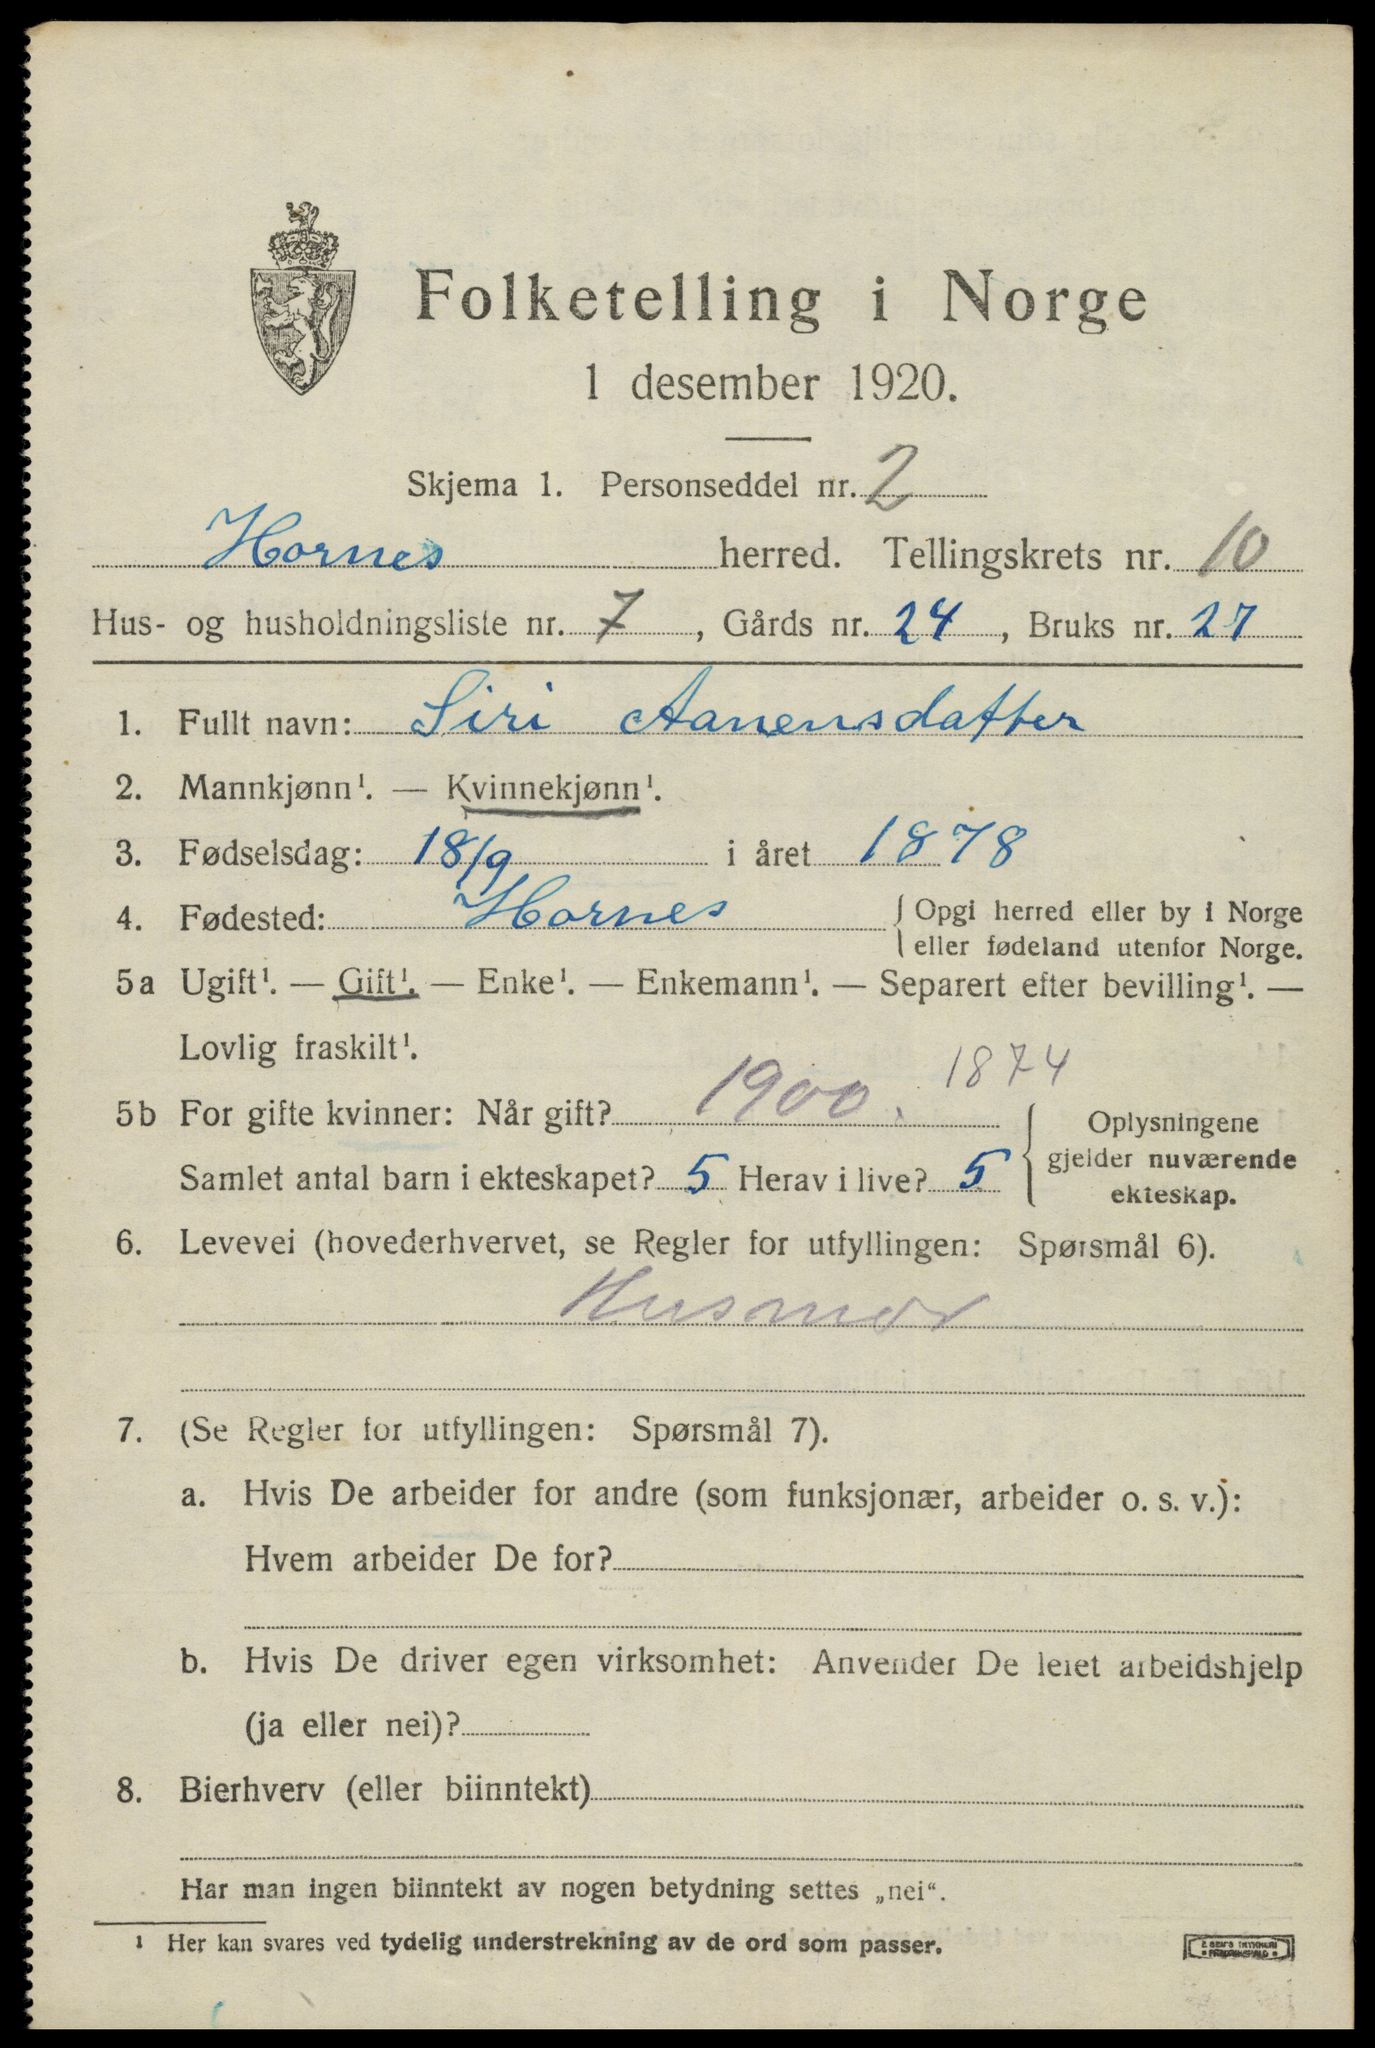 Folketelling i Norge
1 desember 1920.
Skjema 1. Personseddel nr. 2
Hornes herred. Tellingskrets nr. 10
Hus- og husholdningsliste nr. 7, Gårds nr. 24, Bruks nr. 27
1. Fullt navn: Siri Aanensdatter
2. Mannkjønn¹. — Kvinnekjønn¹.
3. Fødselsdag: 18/9 i året 1878
4. Fødested: Hornes { Opgi herred eller by i Norge
eller fødeland utenfor Norge.
5a Ugift¹. — Gift¹. — Enke¹. — Enkemann¹. — Separert efter bevilling¹. —
Lovlig fraskilt¹.
1874
5b For gifte kvinner: Når gift? 1900. { Oplysningene
gjelder nuværende
ekteskap.
Samlet antal barn i ekteskapet? 5 Herav i live? 5
6. Levevei (hovederhvervet, se Regler for utfyllingen: Spørsmål 6).
Husmor
7. (Se Regler for utfyllingen: Spørsmål 7).
a. Hvis De arbeider for andre (som funksjonær, arbeider o. s. v.):
Hvem arbeider De for?
b. Hvis De driver egen virksomhet: Anvender De leiet arbeidshjelp
(ja eller nei)?
8. Bierhverv (eller biinntekt)
Har man ingen biinntekt av nogen betydning settes „nei“.
¹ Her kan svares ved tydelig understrekning av de ord som passer.